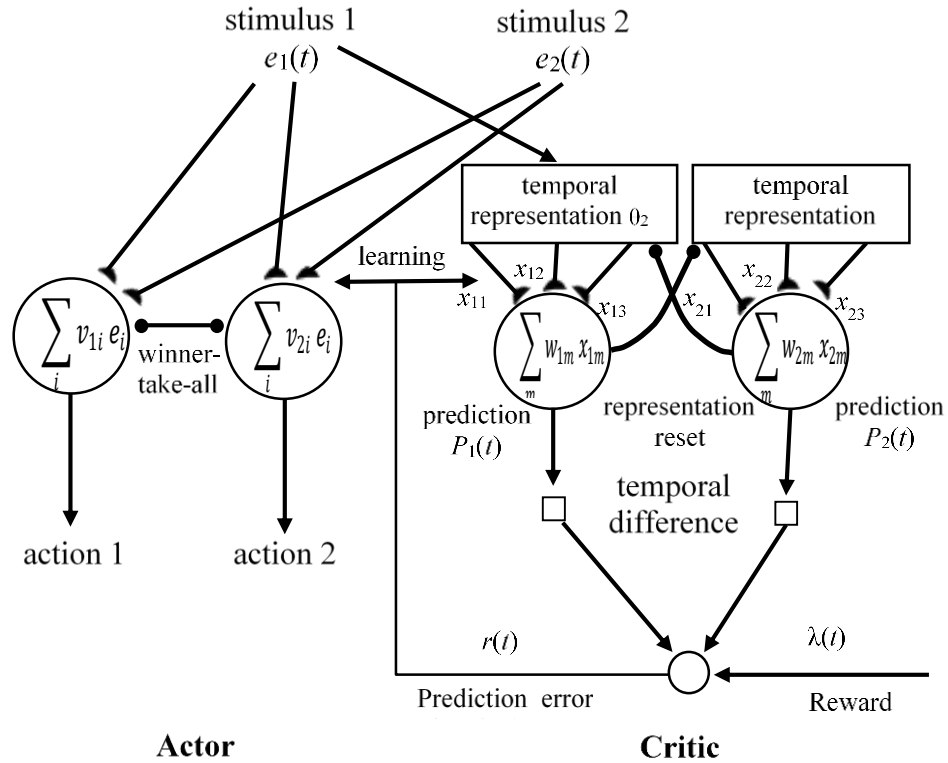 stimulus 1
e₁(t)
stimulus 2
e₂(t)
temporal
representation θ₂
temporal
representation
learning
x₁₁
x₁₂
x₁₃
x₂₁
x₂₂
x₂₃
∑ v₁ᵢ eᵢ
i
winner-
take-all
∑ v₂ᵢ eᵢ
i
∑ w₁ₘ x₁ₘ
m
∑ w₂ₘ x₂ₘ
m
prediction
P₁(t)
representation
reset
prediction
P₂(t)
temporal
difference
action 1
action 2
r(t)
Prediction error
λ(t)
Reward
Actor
Critic